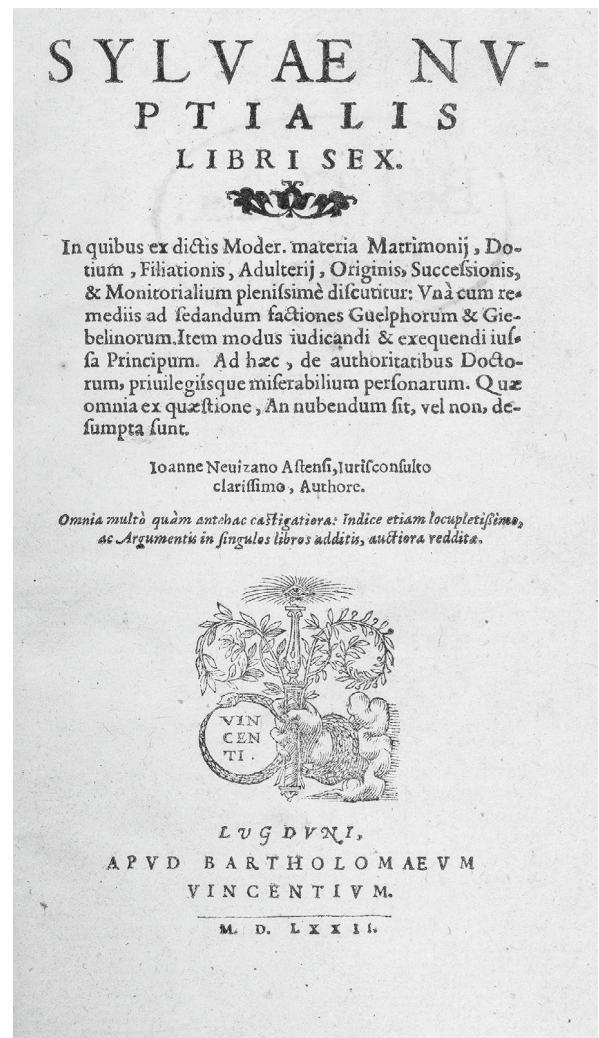 SYLVAE NV-
PTIALIS
LIBRI SEX.
In quibus ex dictis Moder. materia Matrimonij, Do-
tium, Filiationis, Adulterij, Originis, Successionis,
& Monitorialium plenissimè discutitur: Vnà cum re-
mediis ad sedandum factiones Guelphorum & Gie-
belinorum. Item modus iudicandi & exequendi ius-
sa Principum. Ad hæc, de authoritatibus Docto-
rum, priuilegiisque miserabilium personarum. Quæ
omnia ex quæstione, An nubendum sit, vel non, de-
sumpta sunt.
Ioanne Neuizano Astensi, Iurisconsulto
clarissimo, Authore.
Omnia multò quàm antehac castigatiora: Indice etiam locupletissimo,
ac Argumentis in singulos libros additis, auctiora reddita.
VIN
CEN
TI.
LVGDVNI,
APVD BARTHOLOMAEVM
VINCENTIVM.
M. D. LXXII.